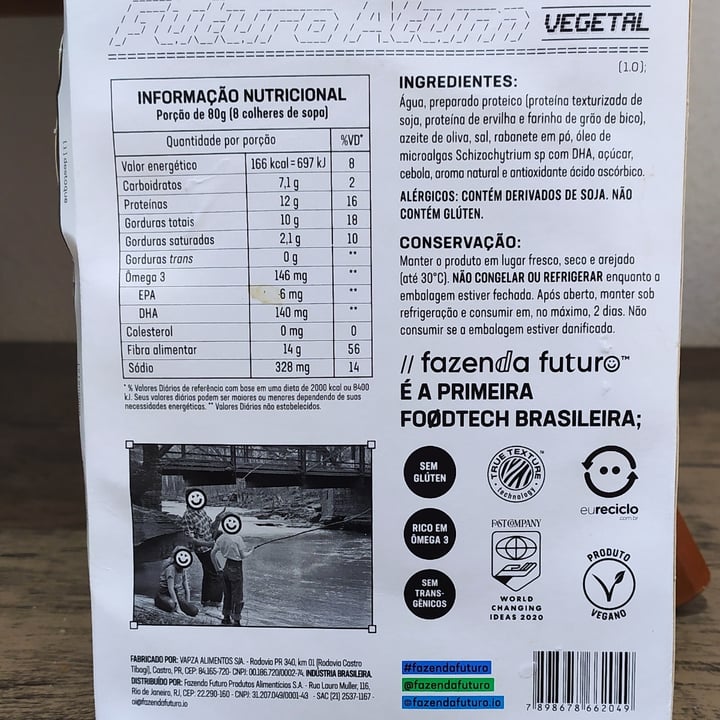 Futuro Atum
VEGETAL
(1.0);
INFORMAÇÃO NUTRICIONAL
Porção de 80g (8 colheres de sopa)
Quantidade por porção %VD*
Valor energético 166 kcal = 697 kJ 8
Carboidratos 7,1 g 2
Proteínas 12 g 16
Gorduras totais 10 g 18
Gorduras saturadas 2,1 g 10
Gorduras trans 0 g **
Ômega 3 146 mg **
EPA 6 mg **
DHA 140 mg **
Colesterol 0 mg 0
Fibra alimentar 14 g 56
Sódio 328 mg 14
* % Valores Diários de referência com base em uma dieta de 2000 kcal ou 8400
kJ. Seus valores diários podem ser maiores ou menores dependendo de suas
necessidades energéticas. ** Valores Diários não estabelecidos.
INGREDIENTES:
Água, preparado proteico (proteína texturizada de
soja, proteína de ervilha e farinha de grão de bico),
azeite de oliva, sal, rabanete em pó, óleo de
microalgas Schizochytrium sp com DHA, açúcar,
cebola, aroma natural e antioxidante ácido ascórbico.
ALÉRGICOS: CONTÉM DERIVADOS DE SOJA. NÃO
CONTÉM GLÚTEN.
CONSERVAÇÃO:
Manter o produto em lugar fresco, seco e arejado
(até 30°C). NÃO CONGELAR OU REFRIGERAR enquanto a
embalagem estiver fechada. Após aberto, manter sob
refrigeração e consumir em, no máximo, 2 dias. Não
consumir se a embalagem estiver danificada.
// fazenda futuro™
É A PRIMEIRA
FOØDTECH BRASILEIRA;
SEM
GLÚTEN
TRUE TEXTURE™
technology
eureciclo
.com.br
RICO EM
ÔMEGA 3
FAST COMPANY
WORLD
CHANGING
IDEAS 2020
SEM
TRANS-
GÊNICOS
PRODUTO
VEGANO
FABRICADO POR: VAPZA ALIMENTOS S/A. - Rodovia PR 340, km 01 (Rodovia Castro
Tibagi), Castro, PR, CEP: 84.165-720- CNPJ: 00.186.720/0002-74. INDÚSTRIA BRASILEIRA.
DISTRIBUÍDO POR: Fazenda Futuro Produtos Alimentícios S.A. - Rua Lauro Muller, 116,
Rio de Janeiro, RJ, CEP: 22.290-160 - CNPJ: 31.207.049/0001-49 - SAC (21) 2537-1167 -
oi@fazendafuturo.io
#fazendafuturo
@fazendafuturo
@fazendafuturo.io
7 898678 662049